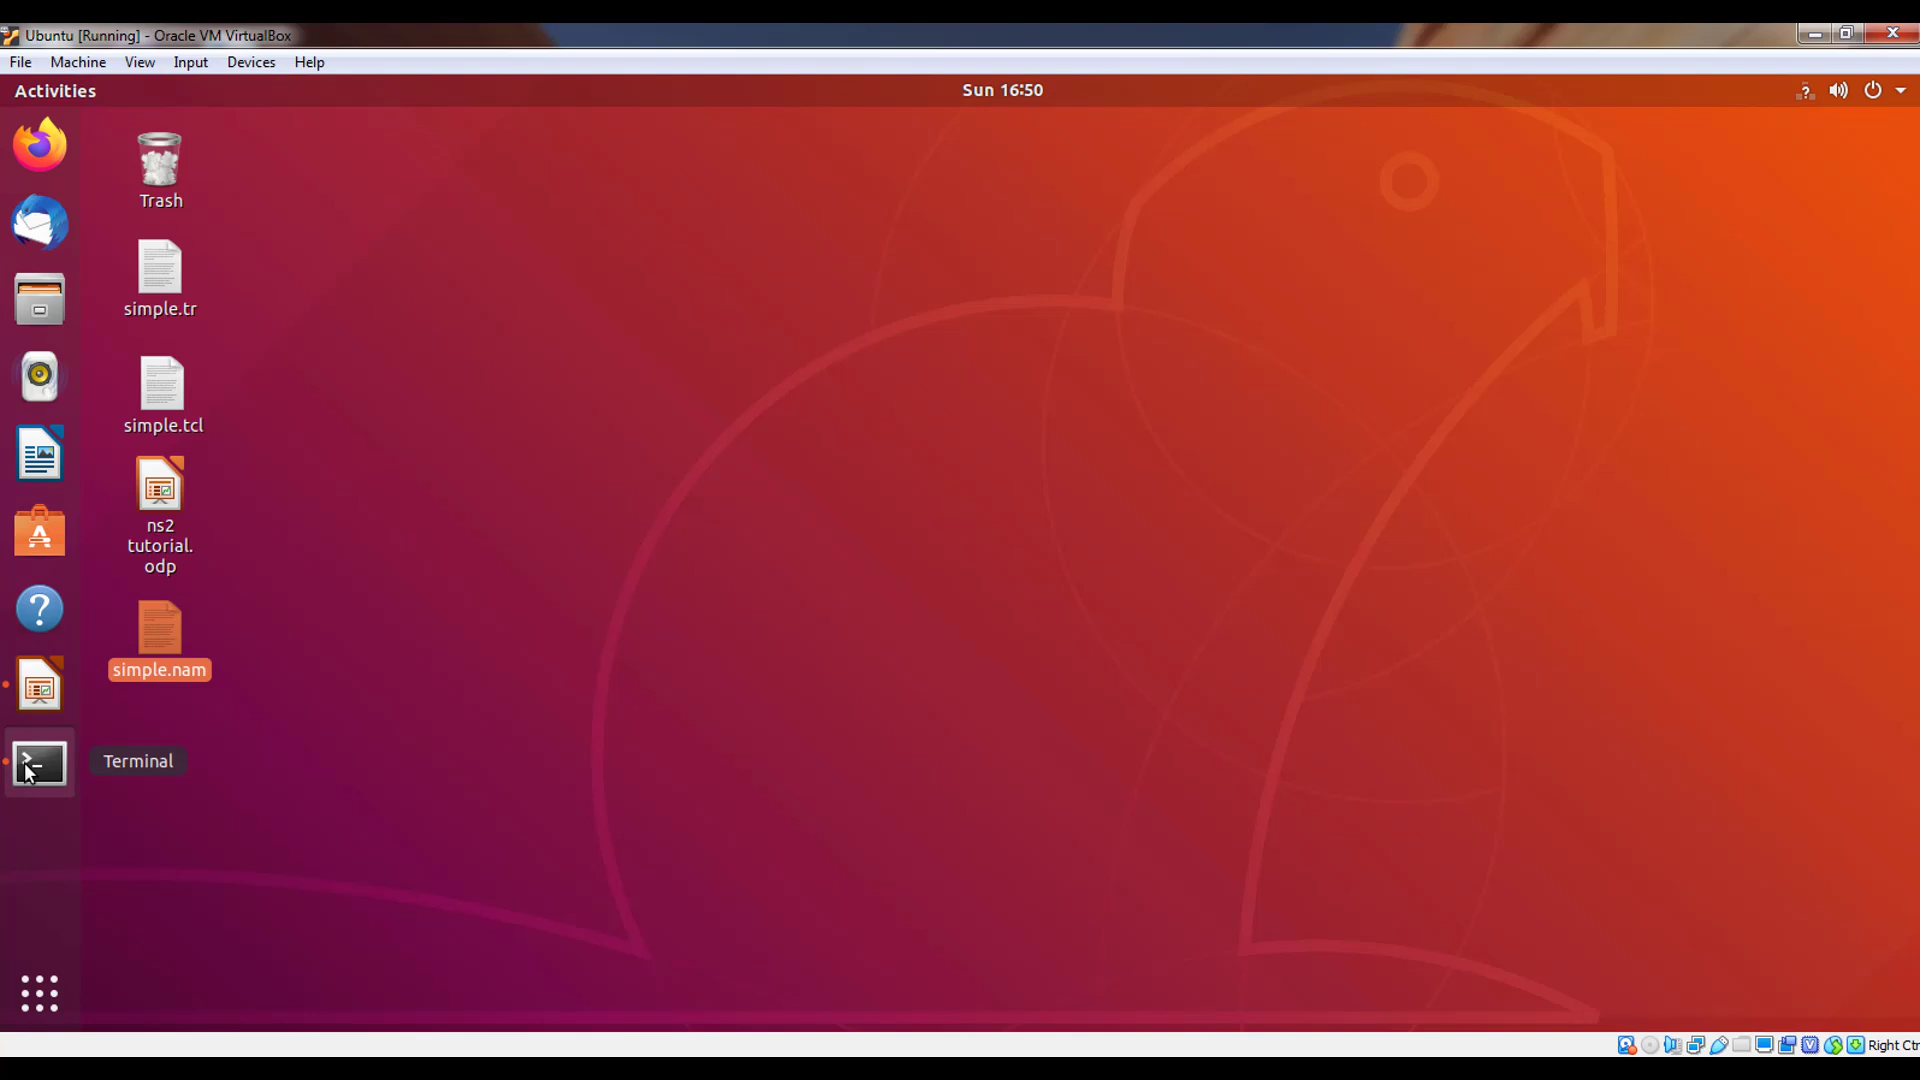 Ubuntu [Running] - Oracle VM VirtualBox
File Machine View Input Devices Help
Activities
Sun 16:50
Trash
simple.tr
simple.tcl
ns2
tutorial.
odp
simple.nam
Terminal
Right Ctr